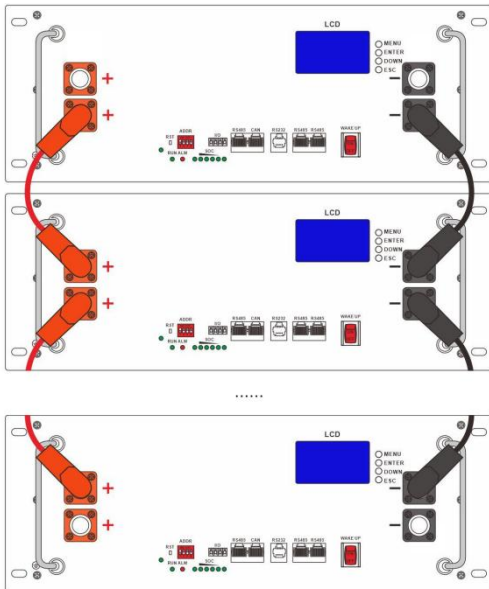 LCD
MENU
ENTER
DOWN
ESC
+ −
+ −
ADDR I/O RS485 CAN RS232 RS485 RS485 WAKE UP
RST
RUN ALM SOC
LCD
MENU
ENTER
DOWN
ESC
+ −
+ −
ADDR I/O RS485 CAN RS232 RS485 RS485 WAKE UP
RST
RUN ALM SOC
......
LCD
MENU
ENTER
DOWN
ESC
+ −
+ −
ADDR I/O RS485 CAN RS232 RS485 RS485 WAKE UP
RST
RUN ALM SOC